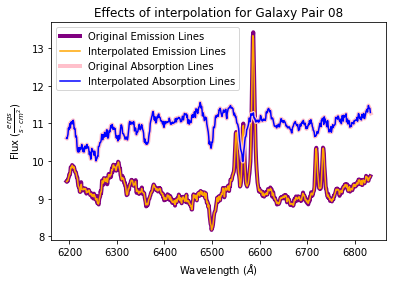 Effects of interpolation for Galaxy Pair 08
Original Emission Lines
Interpolated Emission Lines
Original Absorption Lines
Interpolated Absorption Lines
Flux (ergs / s · cm²)
13
12
11
10
9
8
6200 6300 6400 6500 6600 6700 6800
Wavelength (Å)